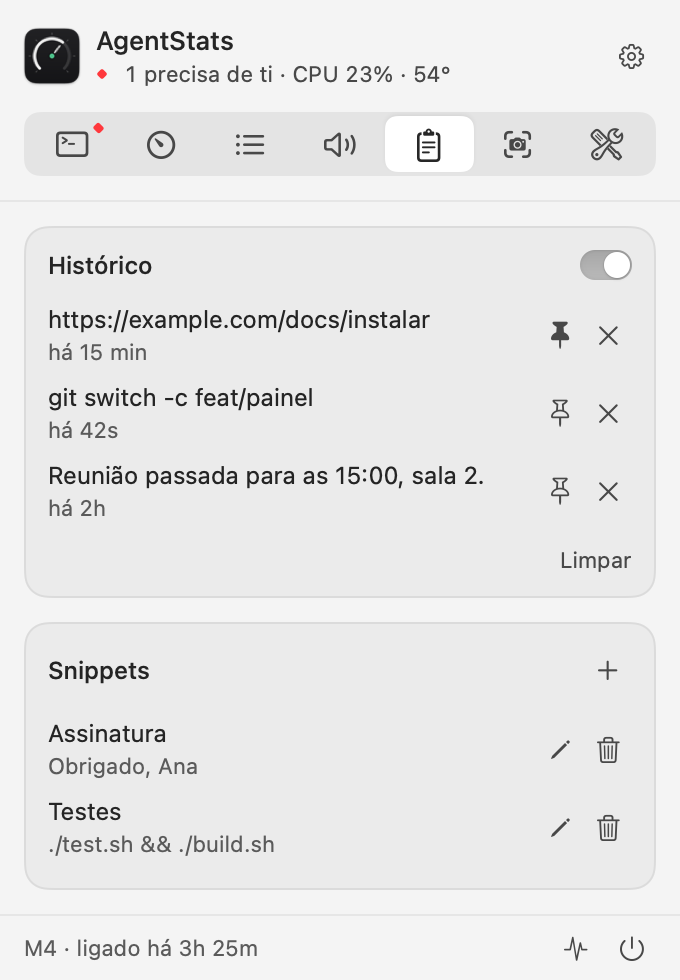 AgentStats
1 precisa de ti · CPU 23% · 54°
Histórico
https://example.com/docs/instalar
há 15 min
git switch -c feat/painel
há 42s
Reunião passada para as 15:00, sala 2.
há 2h
Limpar
Snippets
Assinatura
Obrigado, Ana
Testes
./test.sh && ./build.sh
M4 · ligado há 3h 25m